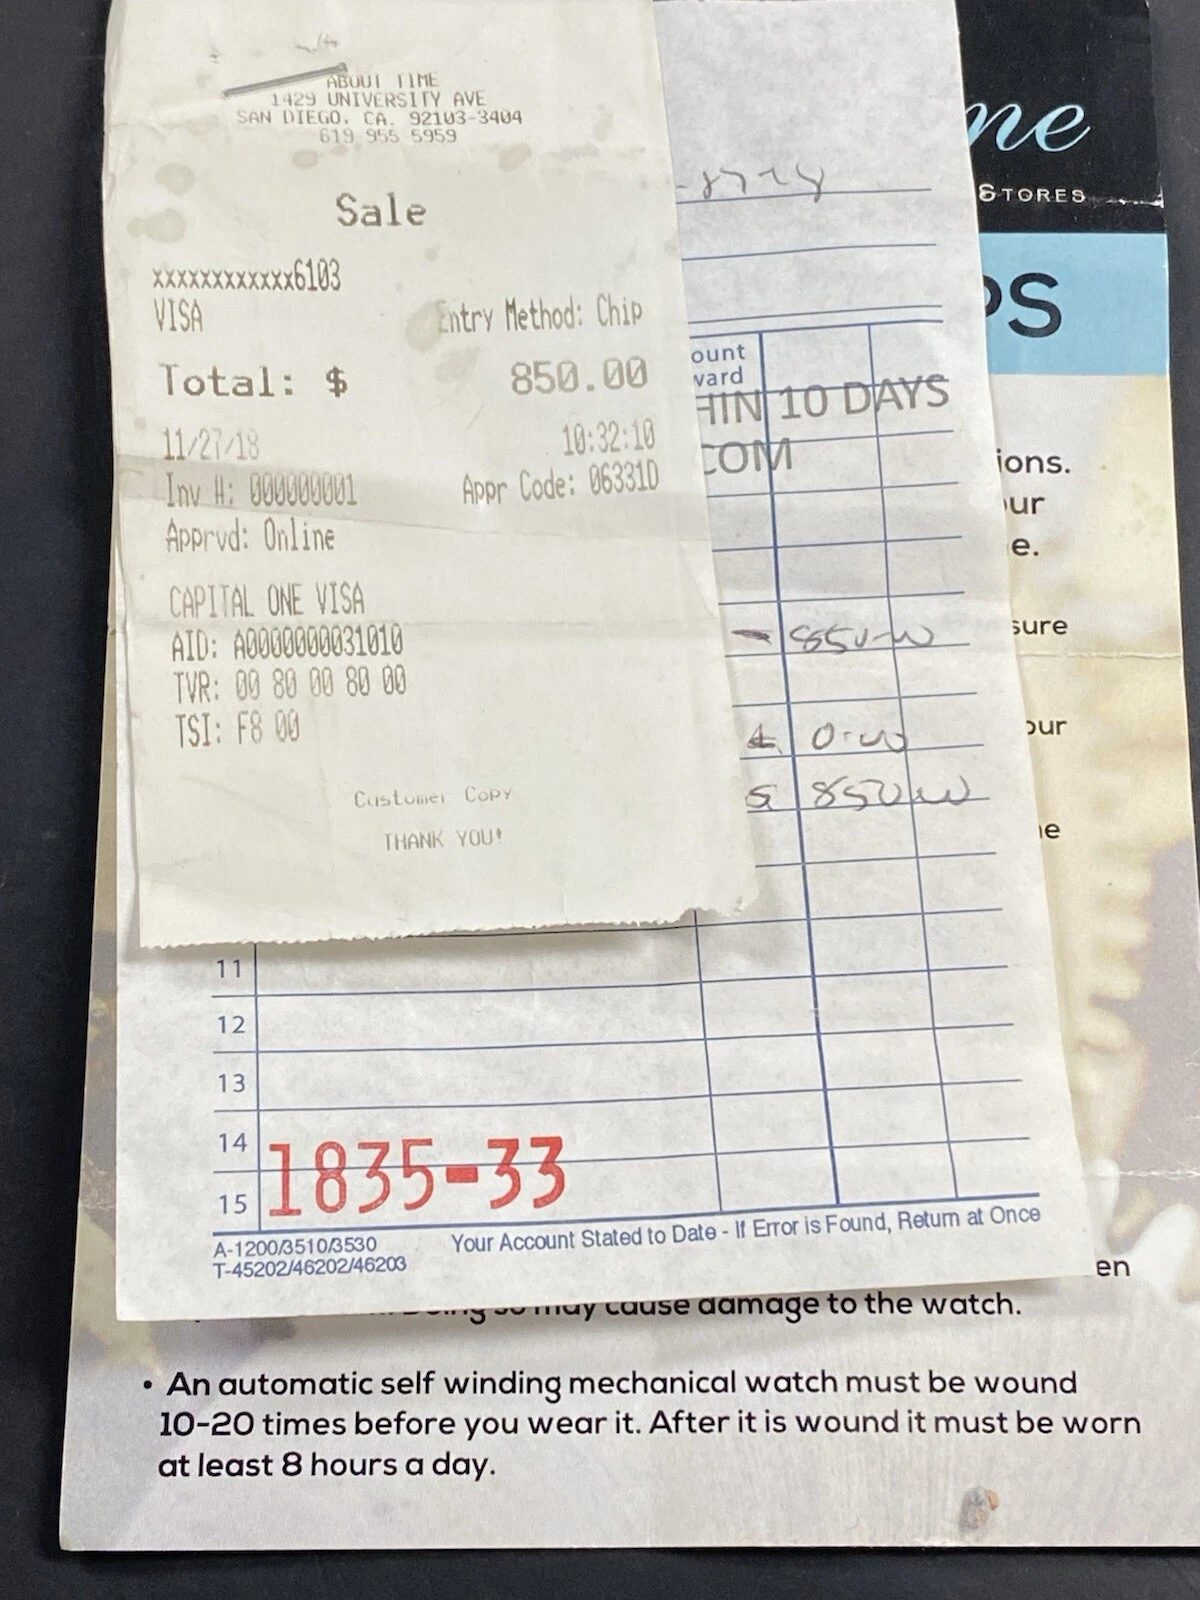 ABOUT TIME
1429 UNIVERSITY AVE
SAN DIEGO, CA. 92103-3404
619 955 5959
Sale
xxxxxxxxxxxx6103
VISA Entry Method: Chip
Total: $ 850.00
11/27/18 10:32:10
Inv #: 000000001 Appr Code: 06331D
Apprvd: Online
CAPITAL ONE VISA
AID: A0000000031010
TVR: 00 80 00 80 00
TSI: F8 00
Customer Copy
THANK YOU!
me
STORES
PS
ount
ward
HIN 10 DAYS
COM
ions.
ur
e.
sure
our
ne
850.00
0.00
850.00
11
12
13
14
15
1835-33
A-1200/3510/3530
T-45202/46202/46203
Your Account Stated to Date - If Error is Found, Return at Once
en
so may cause damage to the watch.
• An automatic self winding mechanical watch must be wound
10-20 times before you wear it. After it is wound it must be worn
at least 8 hours a day.